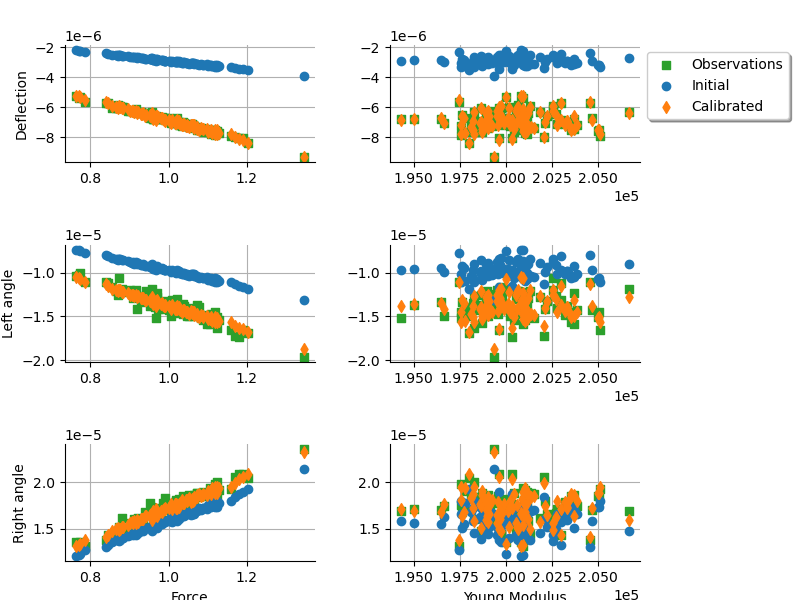 1e−6
1e−6
−2
−4
−6
−8
Deflection
0.8 1.0 1.2
−2
−4
−6
−8
1.950 1.975 2.000 2.025 2.050
1e5
Observations
Initial
Calibrated
1e−5
1e−5
−1.0
−1.5
−2.0
Left angle
0.8 1.0 1.2
−1.0
−1.5
−2.0
1.950 1.975 2.000 2.025 2.050
1e5
1e−5
1e−5
2.0
1.5
Right angle
0.8 1.0 1.2
Force
2.0
1.5
1.950 1.975 2.000 2.025 2.050
1e5
Young Modulus